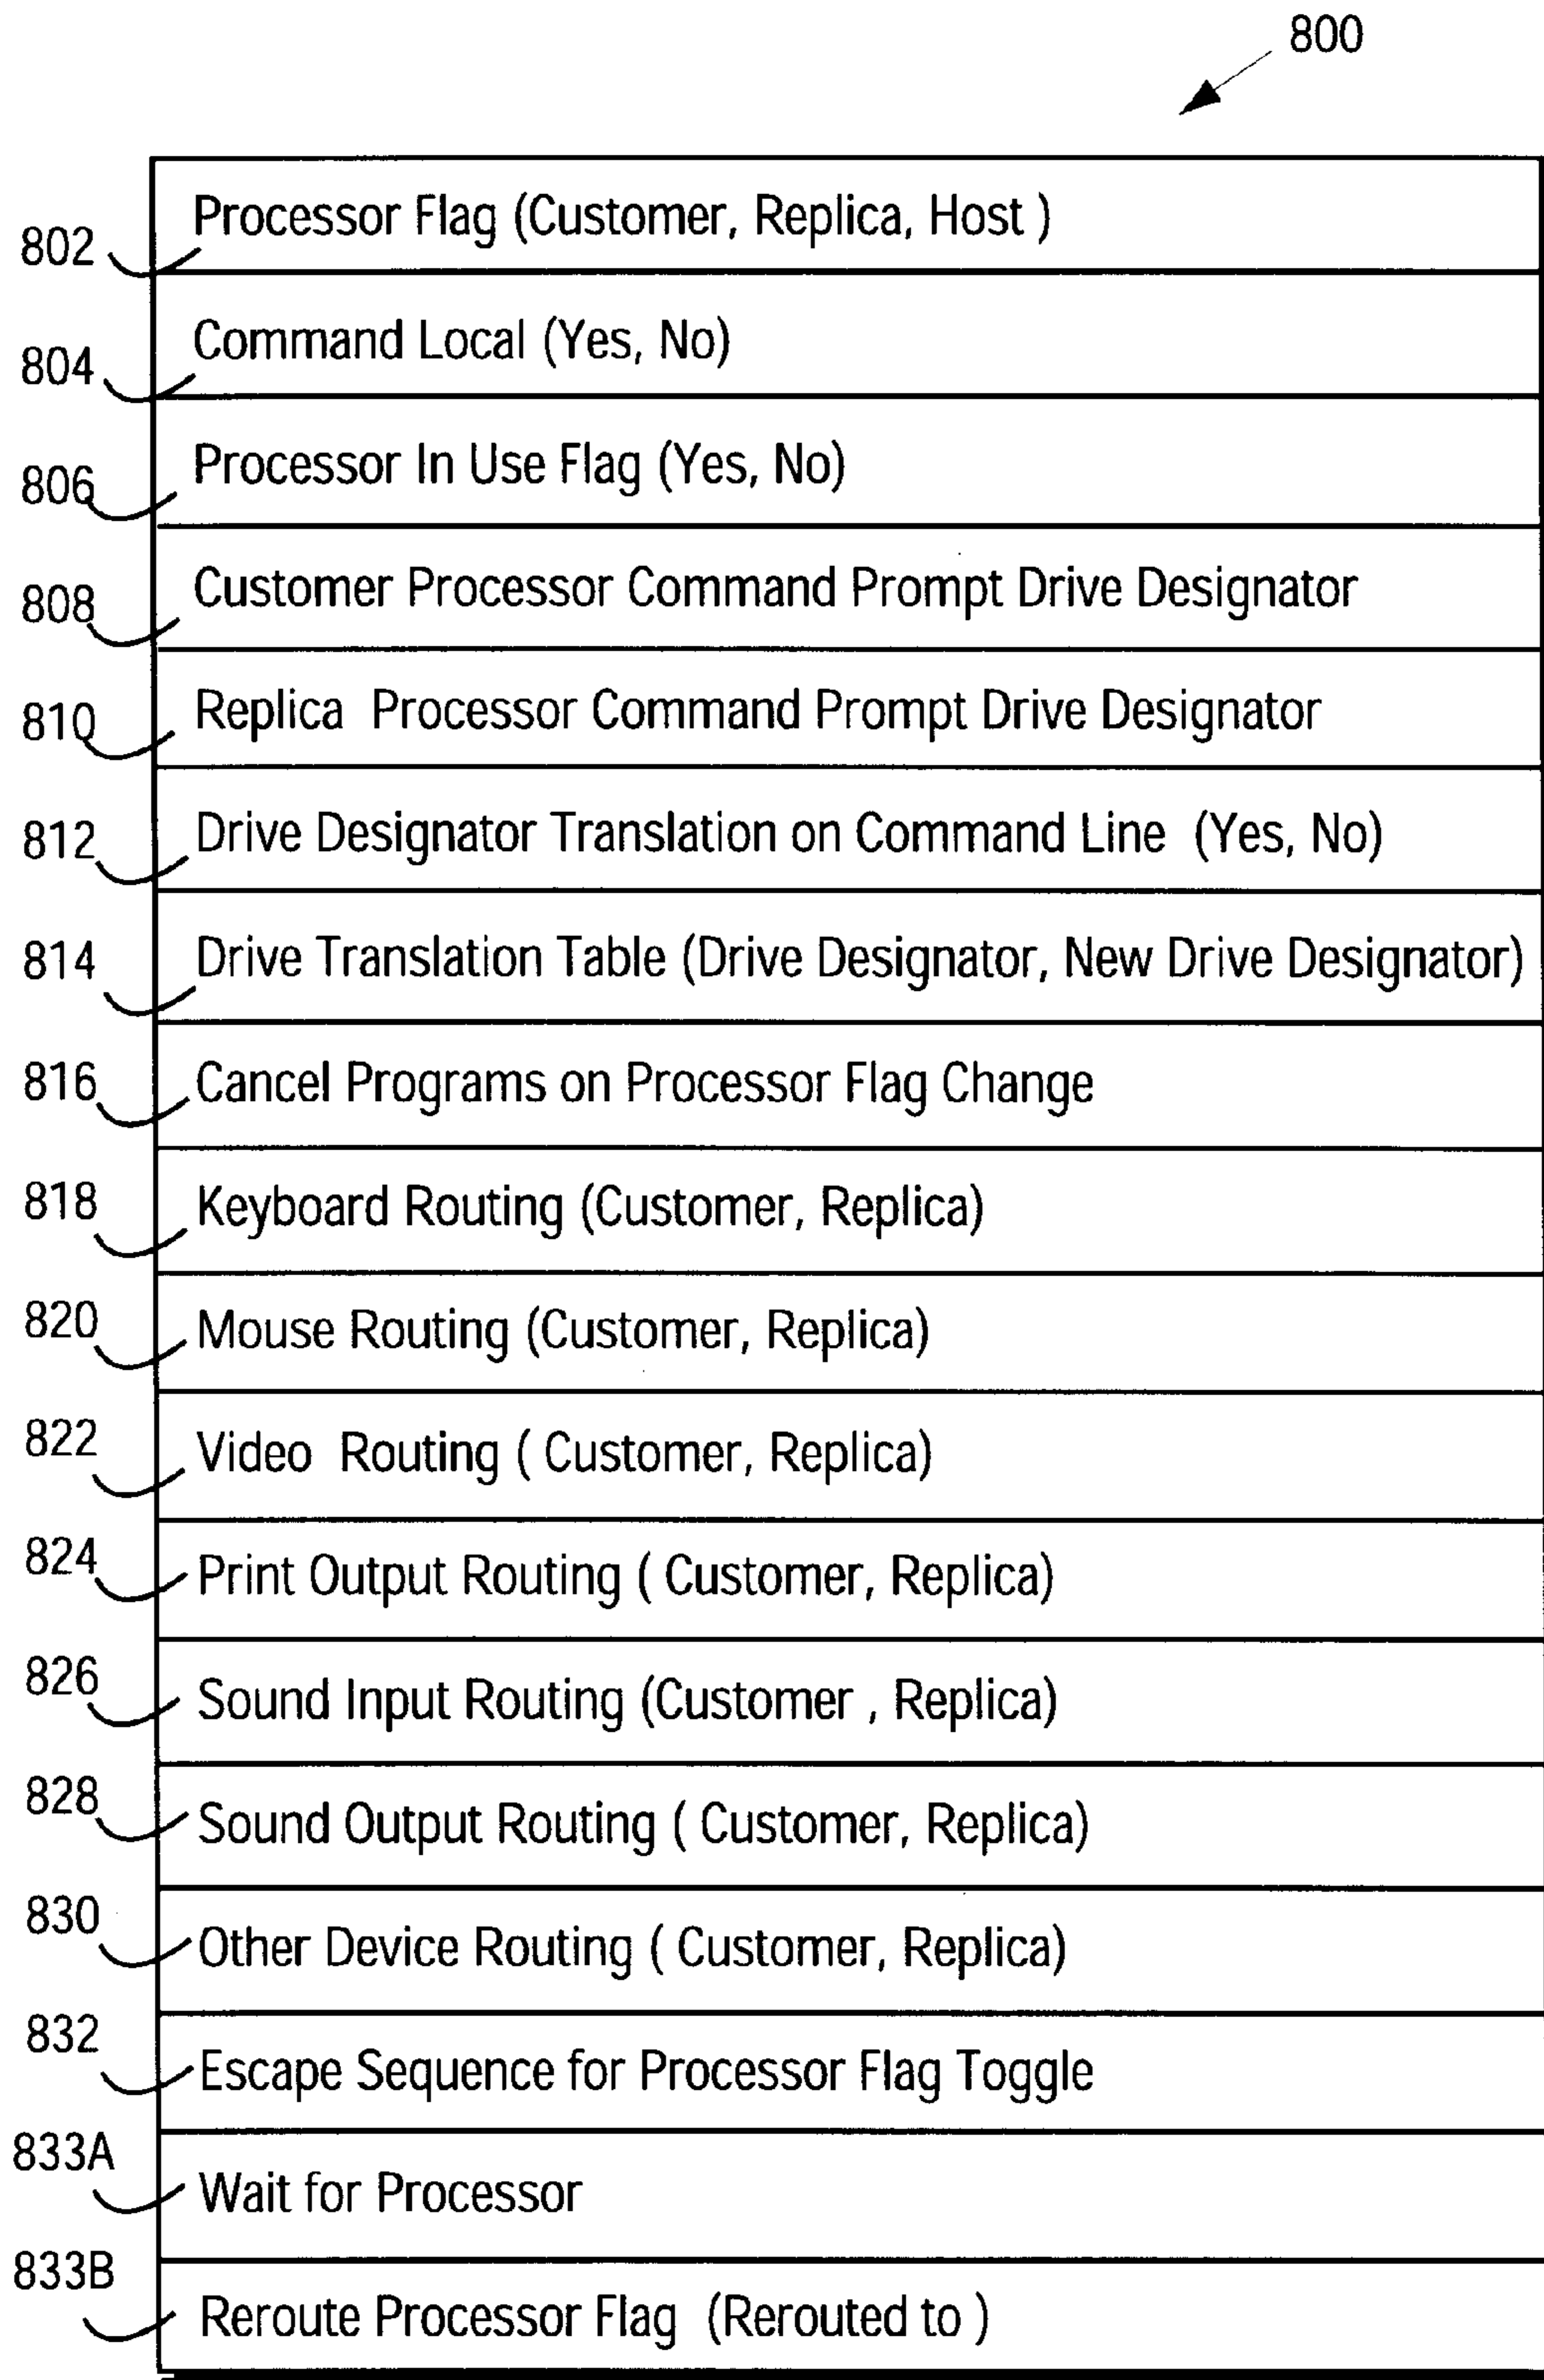 800
802 Processor Flag (Customer, Replica, Host )
804 Command Local (Yes, No)
806 Processor In Use Flag (Yes, No)
808 Customer Processor Command Prompt Drive Designator
810 Replica Processor Command Prompt Drive Designator
812 Drive Designator Translation on Command Line (Yes, No)
814 Drive Translation Table (Drive Designator, New Drive Designator)
816 Cancel Programs on Processor Flag Change
818 Keyboard Routing (Customer, Replica)
820 Mouse Routing (Customer, Replica)
822 Video Routing ( Customer, Replica)
824 Print Output Routing ( Customer, Replica)
826 Sound Input Routing (Customer , Replica)
828 Sound Output Routing ( Customer, Replica)
830 Other Device Routing ( Customer, Replica)
832 Escape Sequence for Processor Flag Toggle
833A Wait for Processor
833B Reroute Processor Flag (Rerouted to )